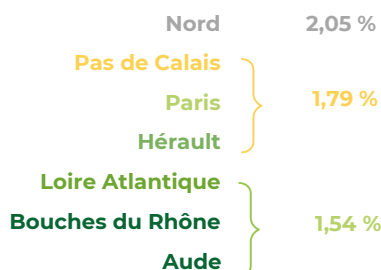 Nord 2,05 %
Pas de Calais
Paris 1,79 %
Hérault
Loire Atlantique
Bouches du Rhône 1,54 %
Aude